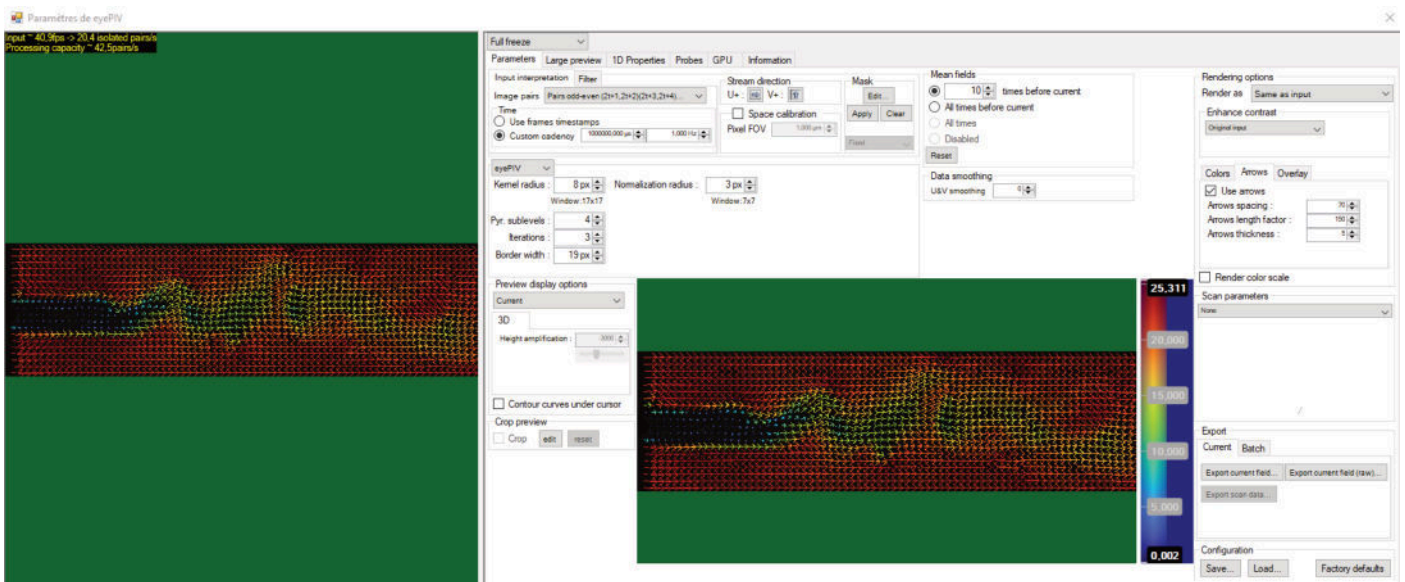 Paramètres de eyePIV
Input ~ 40,9fps -> 20,4 isolated pairs/s
Processing capacity ~ 42,5pairs/s
Full freeze
Parameters Large preview 1D Properties Probes GPU Information
Input interpretation Filter
Image pairs Pairs odd-even (2t+1,2t+2)(2t+3,2t+4)...
Time
Use frames timestamps
Custom cadency 1000000,000 µs 1,000 Hz
Stream direction
U+ : V+ :
Space calibration
Pixel FOV 1,000 µm
Mask
Edit...
Apply Clear
Fixed
Mean fields
10 times before current
All times before current
All times
Disabled
Reset
Data smoothing
U&V smoothing 0
eyePIV
Kernel radius : 8 px Normalization radius : 3 px
Window:17x17 Window:7x7
Pyr. sublevels : 4
Iterations : 3
Border width : 19 px
Preview display options
Current
3D
Height amplification :
Contour curves under cursor
Crop preview
Crop edit reset
25,311
20,000
15,000
10,000
5,000
0,002
Rendering options
Render as Same as input
Enhance contrast
Original input
Colors Arrows Overlay
Use arrows
Arrows spacing : 70
Arrows length factor : 150
Arrows thickness : 5
Render color scale
Scan parameters
None
Export
Current Batch
Export current field... Export current field (raw)...
Export scan data...
Configuration
Save... Load... Factory defaults